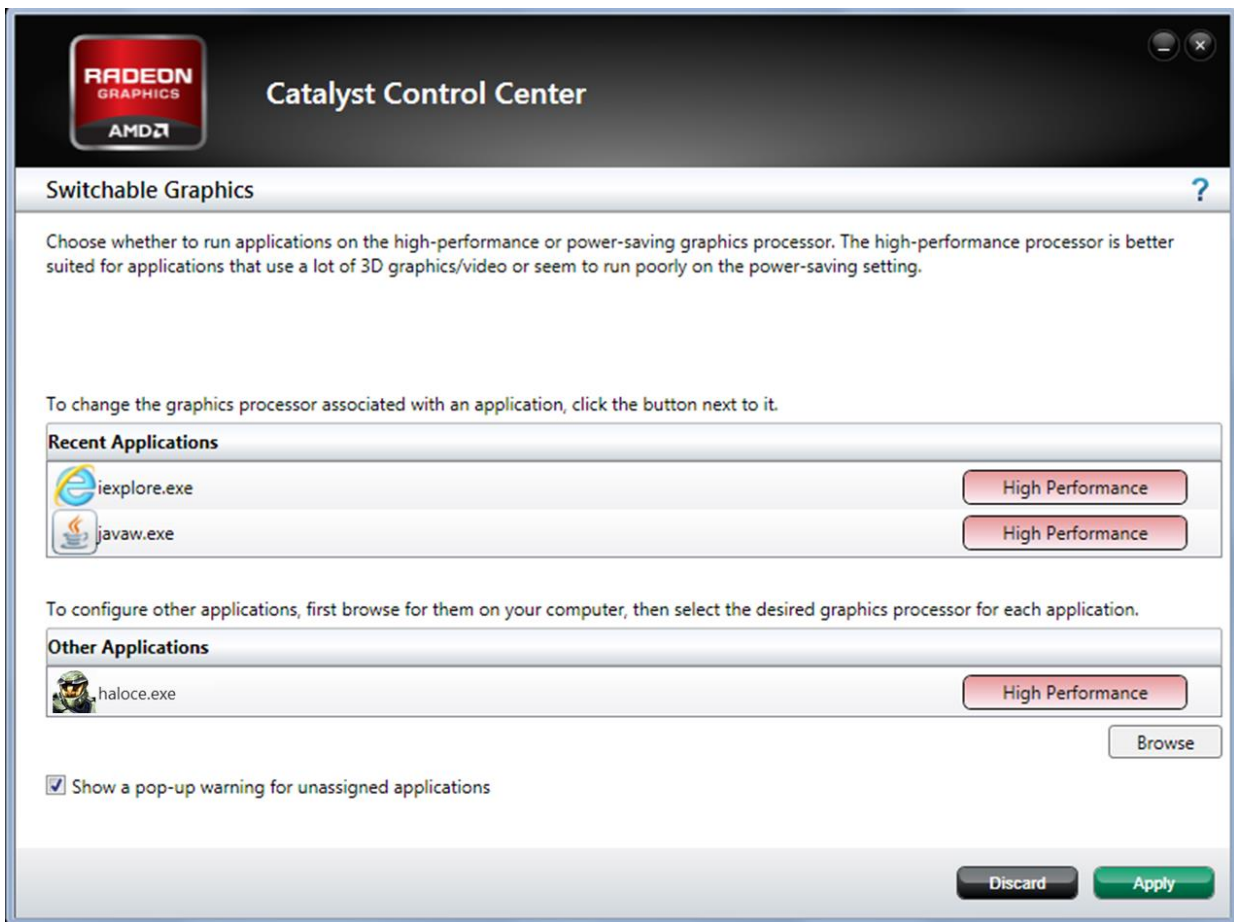 RADEON
GRAPHICS
AMD
Catalyst Control Center
Switchable Graphics
?
Choose whether to run applications on the high-performance or power-saving graphics processor. The high-performance processor is better
suited for applications that use a lot of 3D graphics/video or seem to run poorly on the power-saving setting.
To change the graphics processor associated with an application, click the button next to it.
Recent Applications
iexplore.exe High Performance
javaw.exe High Performance
To configure other applications, first browse for them on your computer, then select the desired graphics processor for each application.
Other Applications
haloce.exe High Performance
Browse
Show a pop-up warning for unassigned applications
Discard Apply